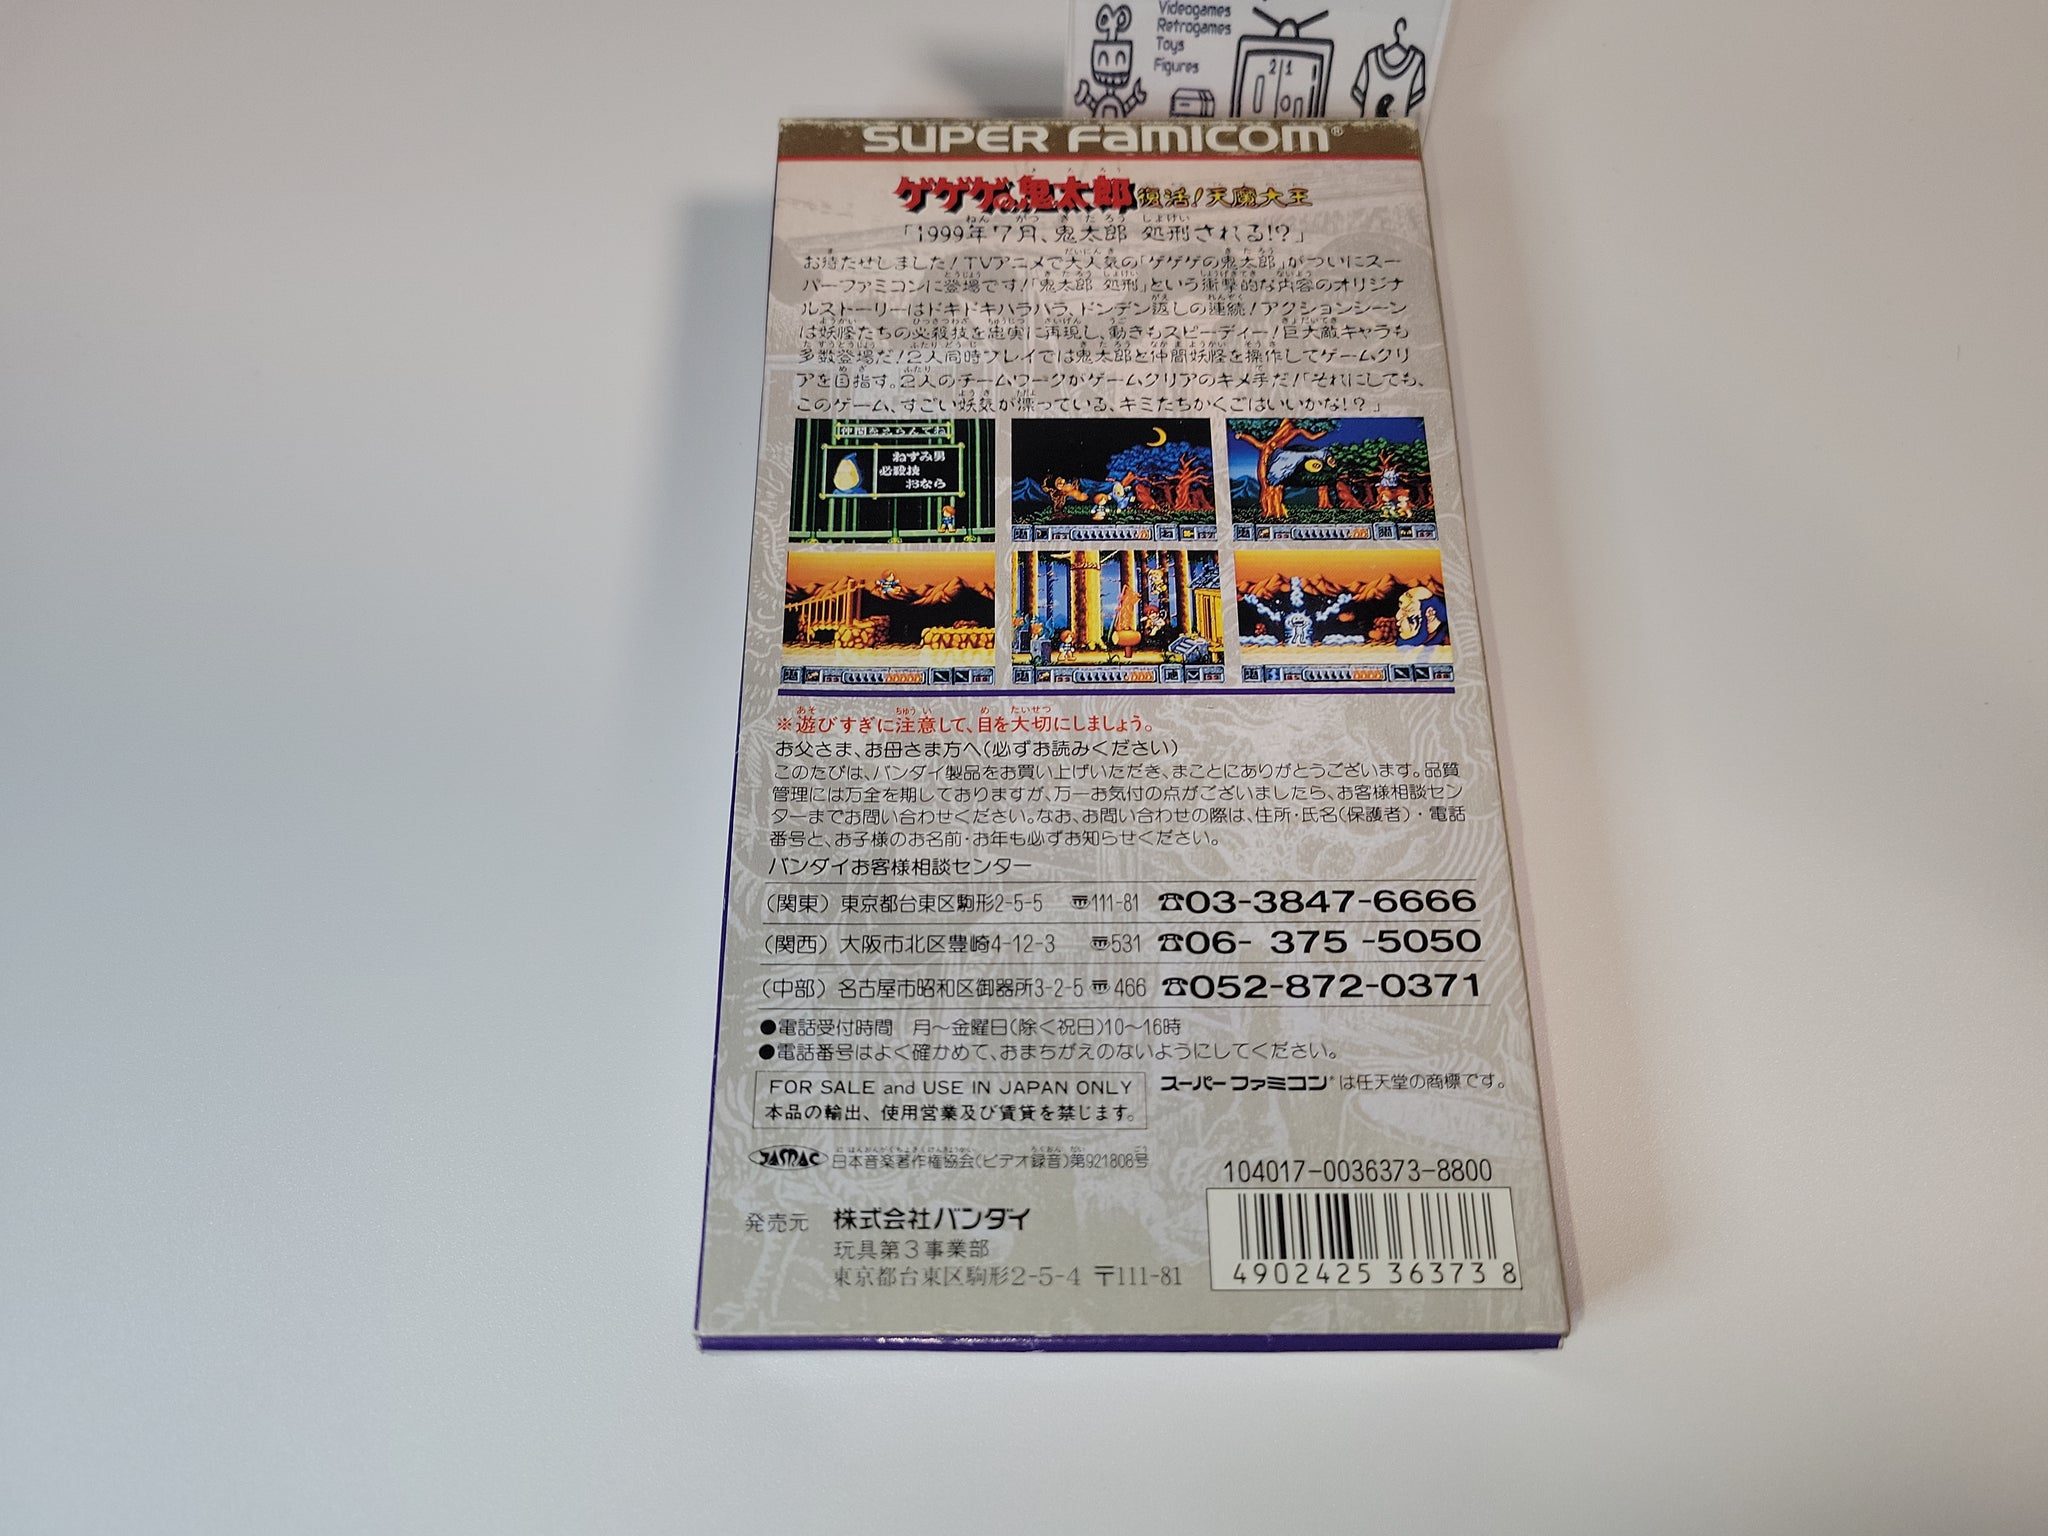 Videogames
Retrogames
Toys
Figures
21
SUPER FAMICOM®
ゲゲゲの鬼太郎 復活!天魔大王
「1999年7月、鬼太郎 処刑される!?」
お待たせしました!TVアニメで大人気の「ゲゲゲの鬼太郎」がついにスー
パーファミコンに登場です!「鬼太郎 処刑」という衝撃的な内容のオリジナ
ルストーリーはドキドキハラハラ、ドンデン返しの連続!アクションシーン
は妖怪たちの必殺技を忠実に再現し、動きもスピーディー!巨大敵キャラも
多数登場だ!2人同時プレイでは鬼太郎と仲間妖怪を操作してゲームクリ
アを目指す。2人のチームワークがゲームクリアのキメ手だ!「それにしても、
このゲーム、すごい妖気が漂っている、キミたちかくごはいいかな!?」
仲間をえらんでね
ねずみ男
必殺技
おなら
※遊びすぎに注意して、目を大切にしましょう。
お父さま、お母さま方へ(必ずお読みください)
このたびは、バンダイ製品をお買い上げいただき、まことにありがとうございます。品質
管理には万全を期しておりますが、万一お気付の点がございましたら、お客様相談セン
ターまでお問い合わせください。なお、お問い合わせの際は、住所・氏名(保護者)・電話
番号と、お子様のお名前・お年も必ずお知らせください。
バンダイお客様相談センター
(関東) 東京都台東区駒形2-5-5 〒111-81 ☎03-3847-6666
(関西) 大阪市北区豊崎4-12-3 〒531 ☎06-375-5050
(中部) 名古屋市昭和区御器所3-2-5 〒466 ☎052-872-0371
●電話受付時間 月～金曜日(除く祝日)10～16時
●電話番号はよく確かめて、おまちがえのないようにしてください。
FOR SALE and USE IN JAPAN ONLY
本品の輸出、使用営業及び賃貸を禁じます。
スーパーファミコン®は任天堂の商標です。
JASRAC 日本音楽著作権協会(ビデオ録音)第921808号
104017-0036373-8800
発売元 株式会社バンダイ
玩具第3事業部
東京都台東区駒形2-5-4 〒111-81
4902425363738